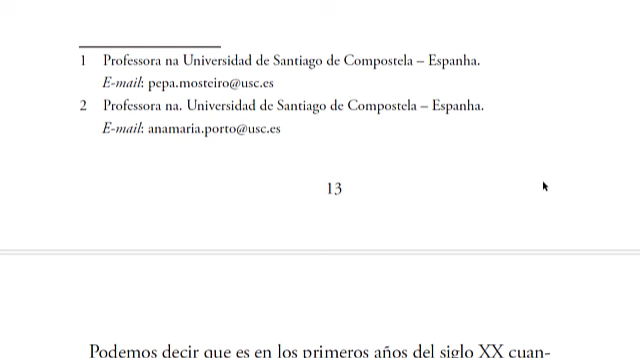 1 Professora na Universidad de Santiago de Compostela – Espanha.
E-mail: pepa.mosteiro@usc.es
2 Professora na. Universidad de Santiago de Compostela – Espanha.
E-mail: anamaria.porto@usc.es
13
Podemos decir que es en los primeros años del siglo XX cuan-